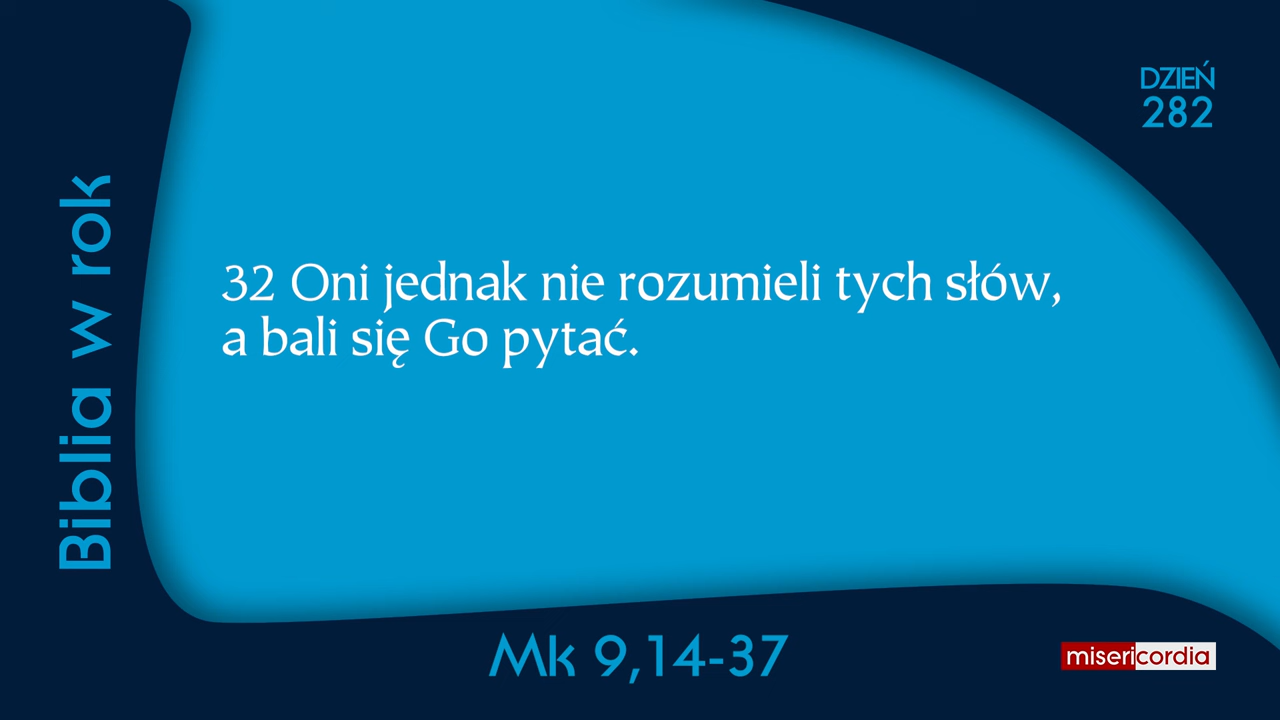 DZIEŃ
282
Biblia w rok
32 Oni jednak nie rozumieli tych słów,
a bali się Go pytać.
Mk 9,14-37
misericordia